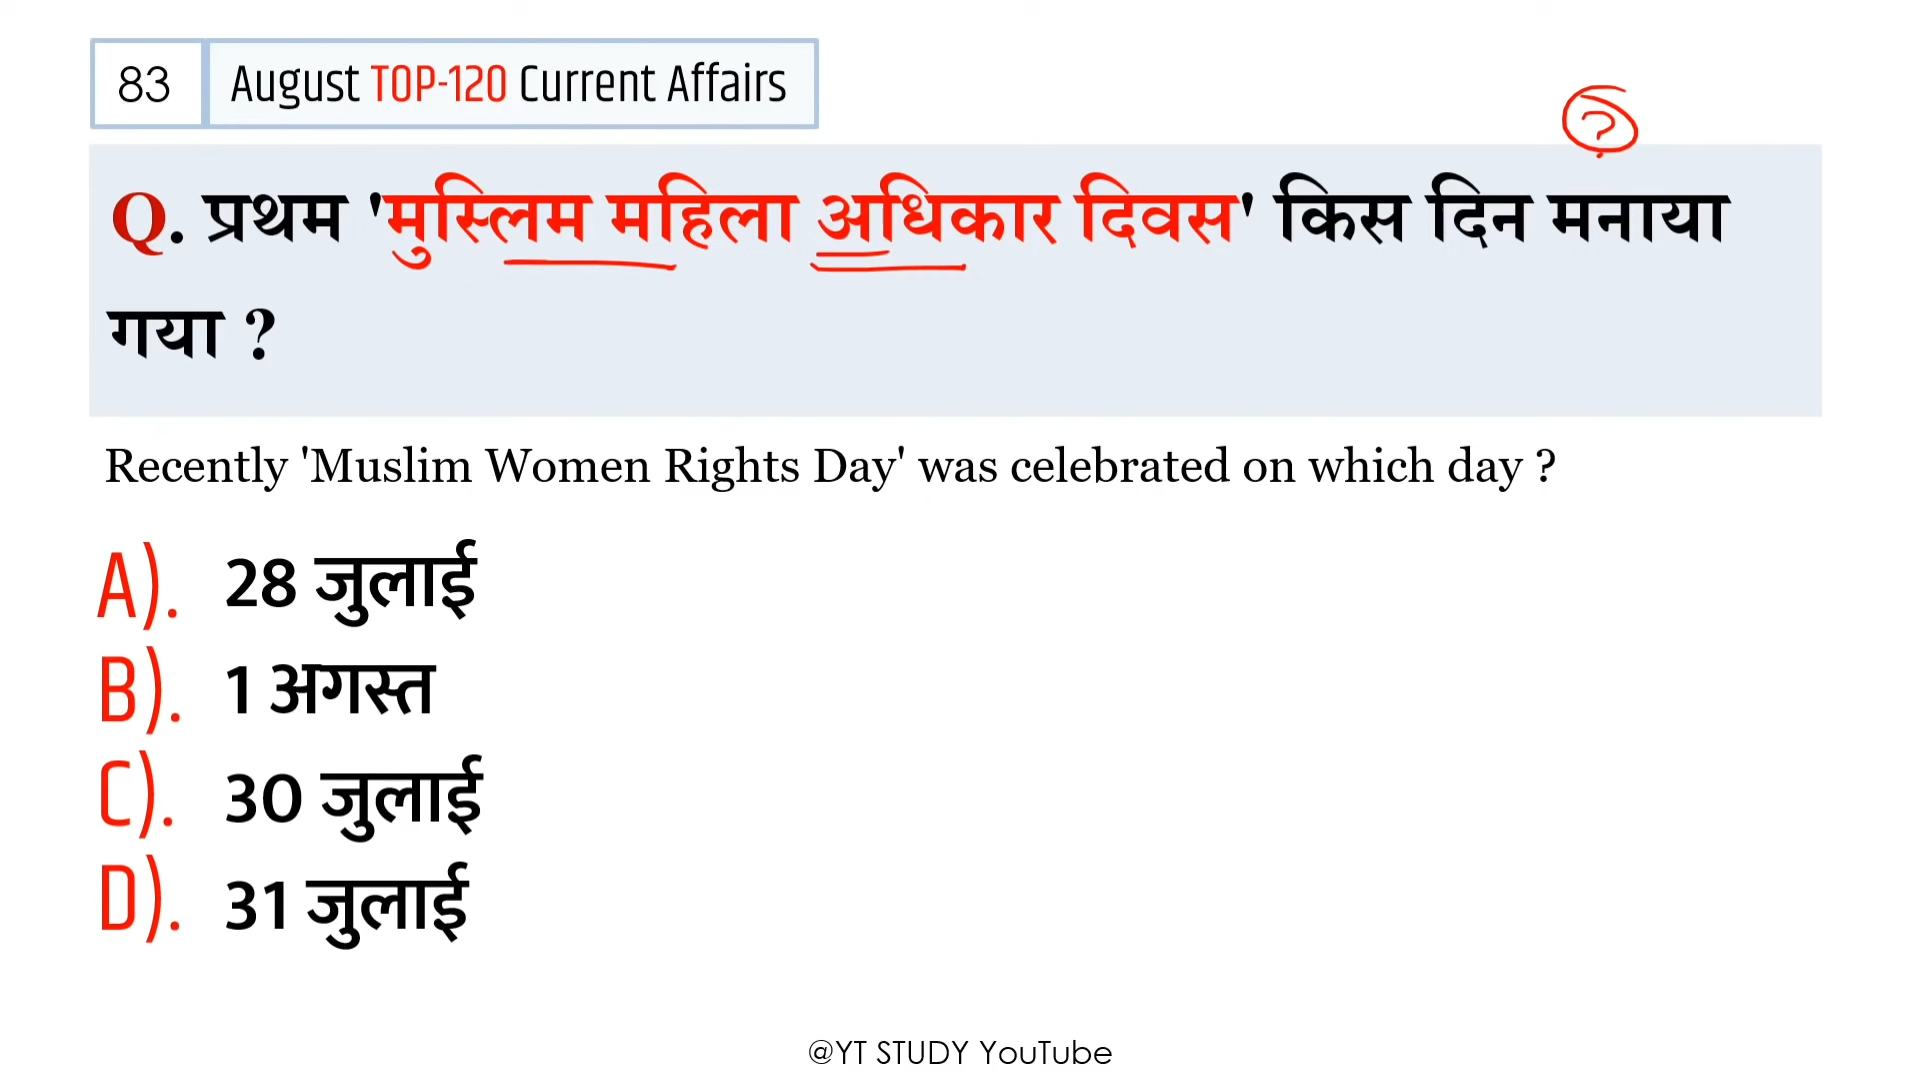 83 August TOP-120 Current Affairs
?
Q. प्रथम 'मुस्लिम महिला अधिकार दिवस' किस दिन मनाया
गया ?
Recently 'Muslim Women Rights Day' was celebrated on which day ?
A). 28 जुलाई
B). 1 अगस्त
C). 30 जुलाई
D). 31 जुलाई
@YT STUDY YouTube